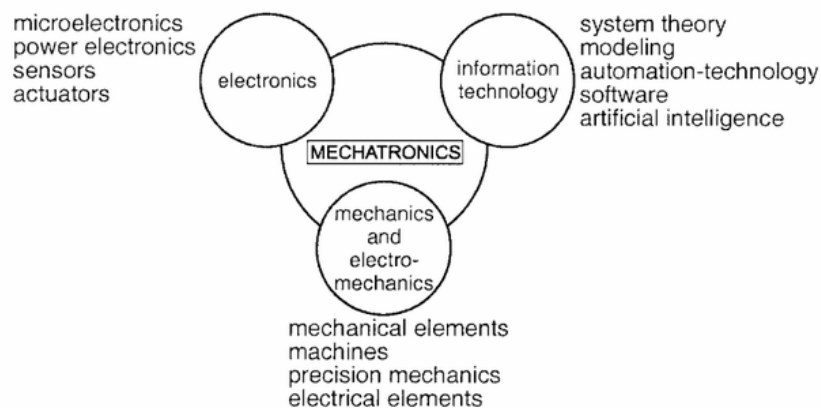 microelectronics
power electronics
sensors
actuators
electronics
information
technology
system theory
modeling
automation-technology
software
artificial intelligence
MECHATRONICS
mechanics
and
electro-
mechanics
mechanical elements
machines
precision mechanics
electrical elements